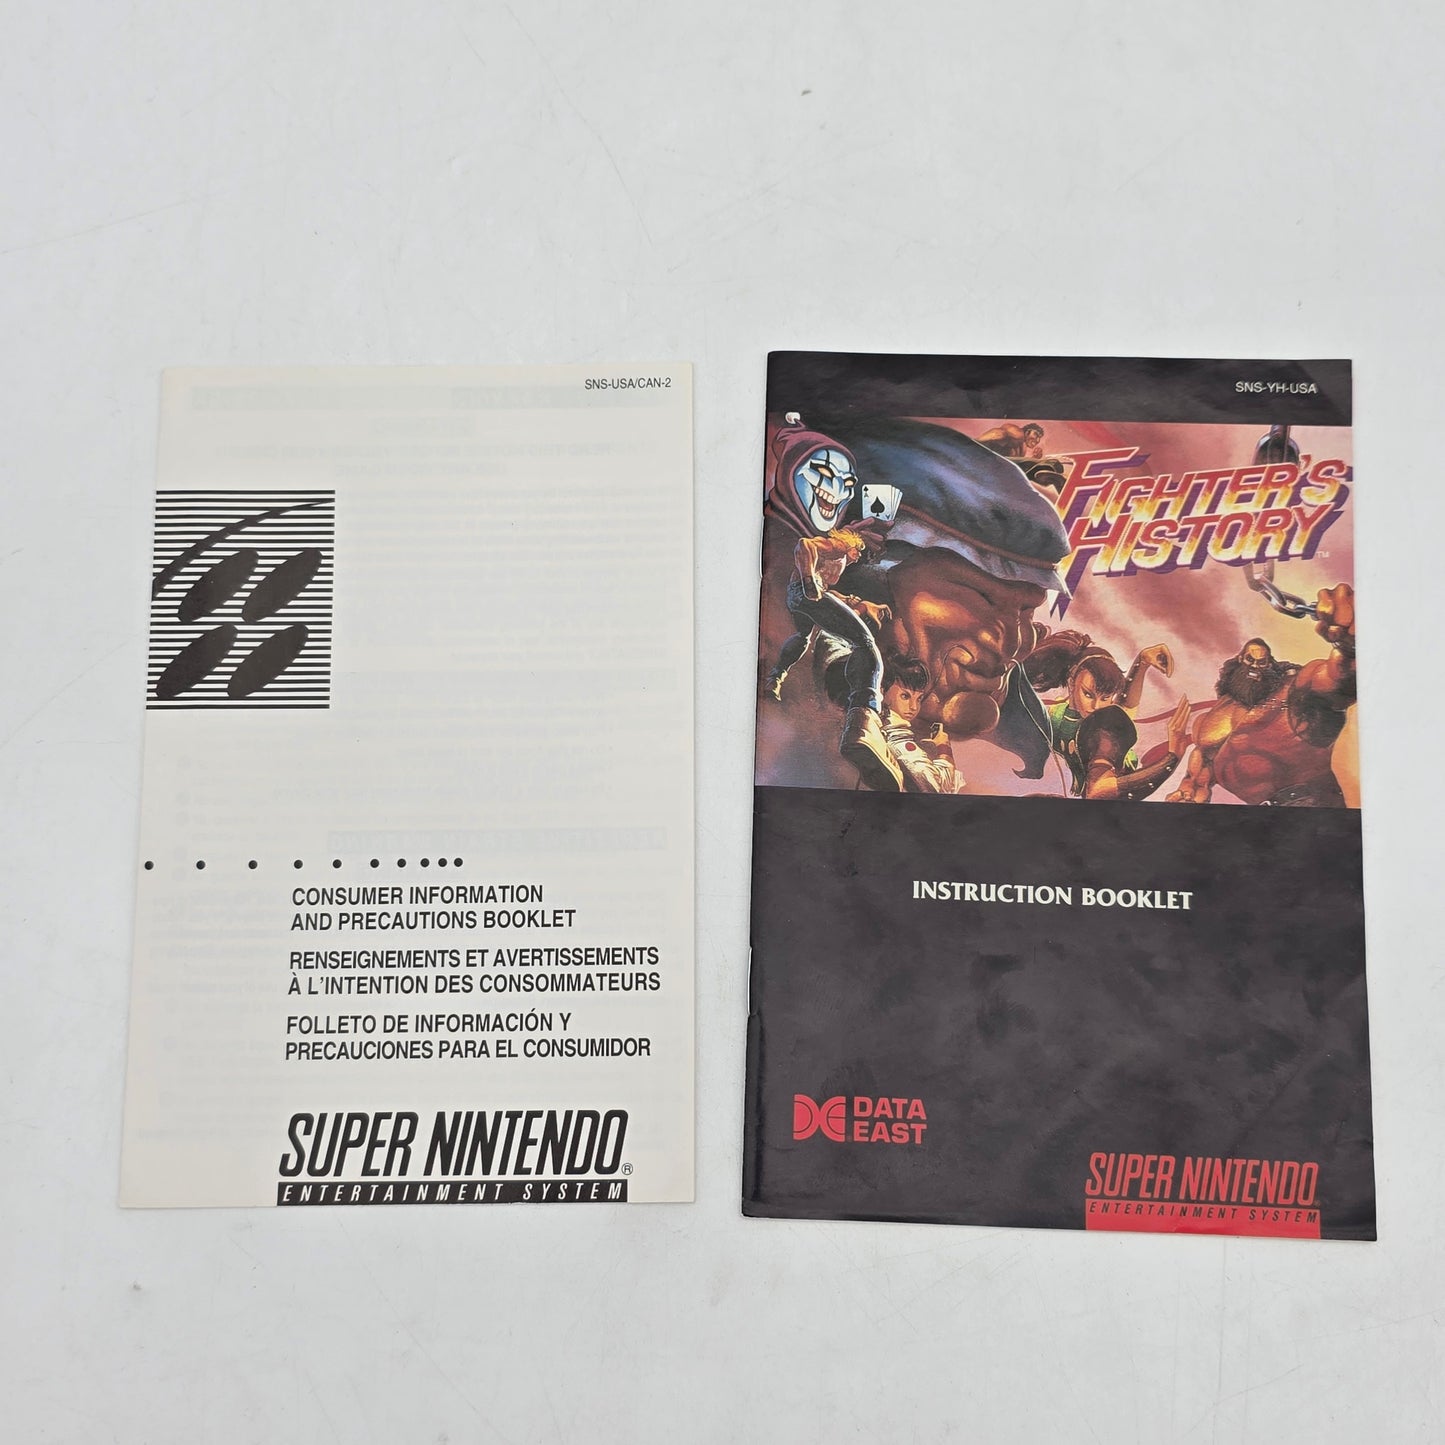 SNS-USA/CAN-2
CONSUMER INFORMATION
AND PRECAUTIONS BOOKLET
RENSEIGNEMENTS ET AVERTISSEMENTS
À L'INTENTION DES CONSOMMATEURS
FOLLETO DE INFORMACIÓN Y
PRECAUCIONES PARA EL CONSUMIDOR
SUPER NINTENDO®
ENTERTAINMENT SYSTEM
SNS-YH-USA
A
FIGHTER'S
HISTORY™
INSTRUCTION BOOKLET
DATA
EAST
SUPER NINTENDO
ENTERTAINMENT SYSTEM